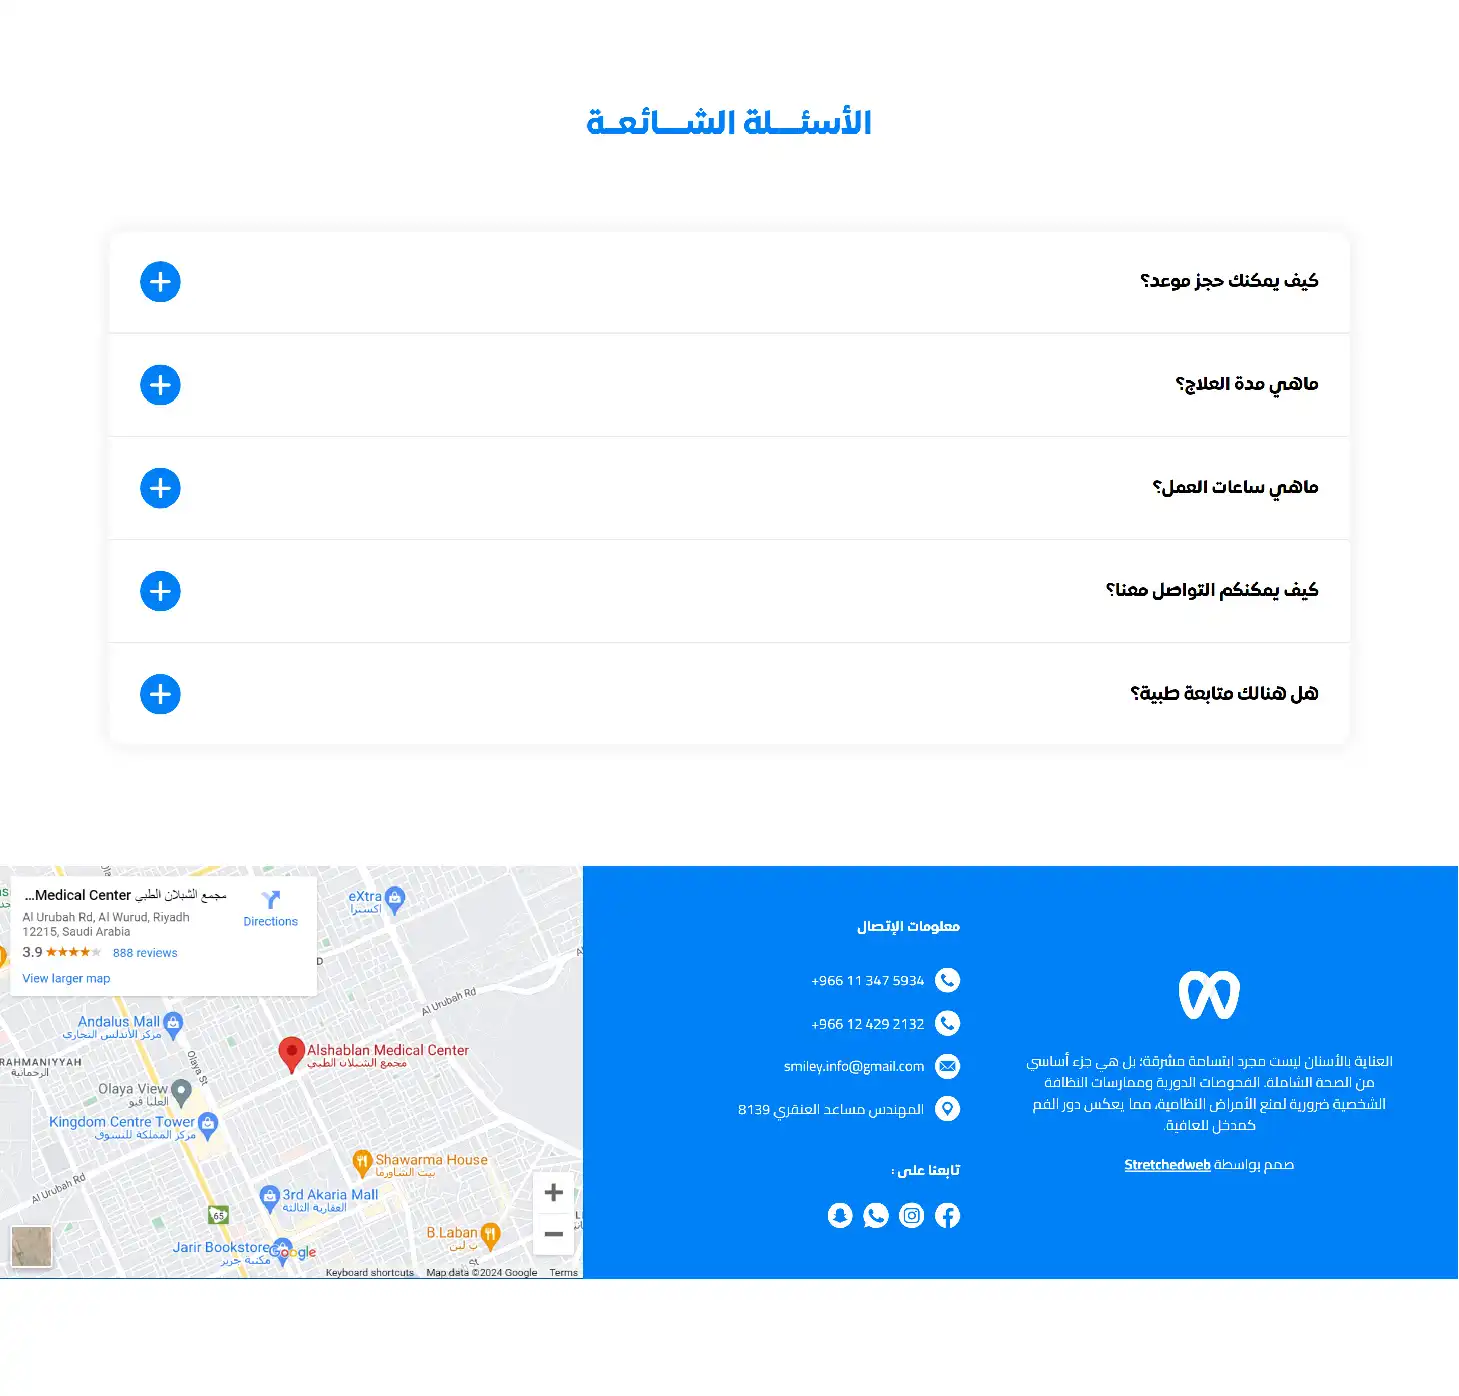 الأسئـــلة الشـــائعـة
كيف يمكنك حجز موعد؟
ماهي مدة العلاج؟
ماهي ساعات العمل؟
كيف يمكنكم التواصل معنا؟
هل هنالك متابعة طبية؟
العناية بالأسنان ليست مجرد ابتسامة مشرقة؛ بل هي جزء أساسي
من الصحة الشاملة. الفحوصات الدورية وممارسات النظافة
الشخصية ضرورية لمنع الأمراض النظامية، مما يعكس دور الفم
كمدخل للعافية.
صمم بواسطة Stretchedweb
معلومات الإتصال
+966 11 347 5934
+966 12 429 2132
smiley.info@gmail.com
المهندس مساعد العنقري 8139
تابعنا على :
مجمع الشبلان الطبي Medical Center...
Al Urubah Rd, Al Wurud, Riyadh
12215, Saudi Arabia
3.9
888 reviews
View larger map
Directions
eXtra
اكسترا
Al Urubah Rd
Andalus Mall
مركز الأندلس التجاري
RAHMANIYYAH
الرحمانية
Olaya St
Alshablan Medical Center
مجمع الشبلان الطبي
Olaya View
العليا فيو
Kingdom Centre Tower
مركز المملكة للتسوق
Shawarma House
بيت الشاورما
Al Urubah Rd
3rd Akaria Mall
العقارية الثالثة
65
B.Laban
ب لبن
Jarir Bookstore
مكتبة جرير
Google
Keyboard shortcuts
Map data ©2024 Google
Terms